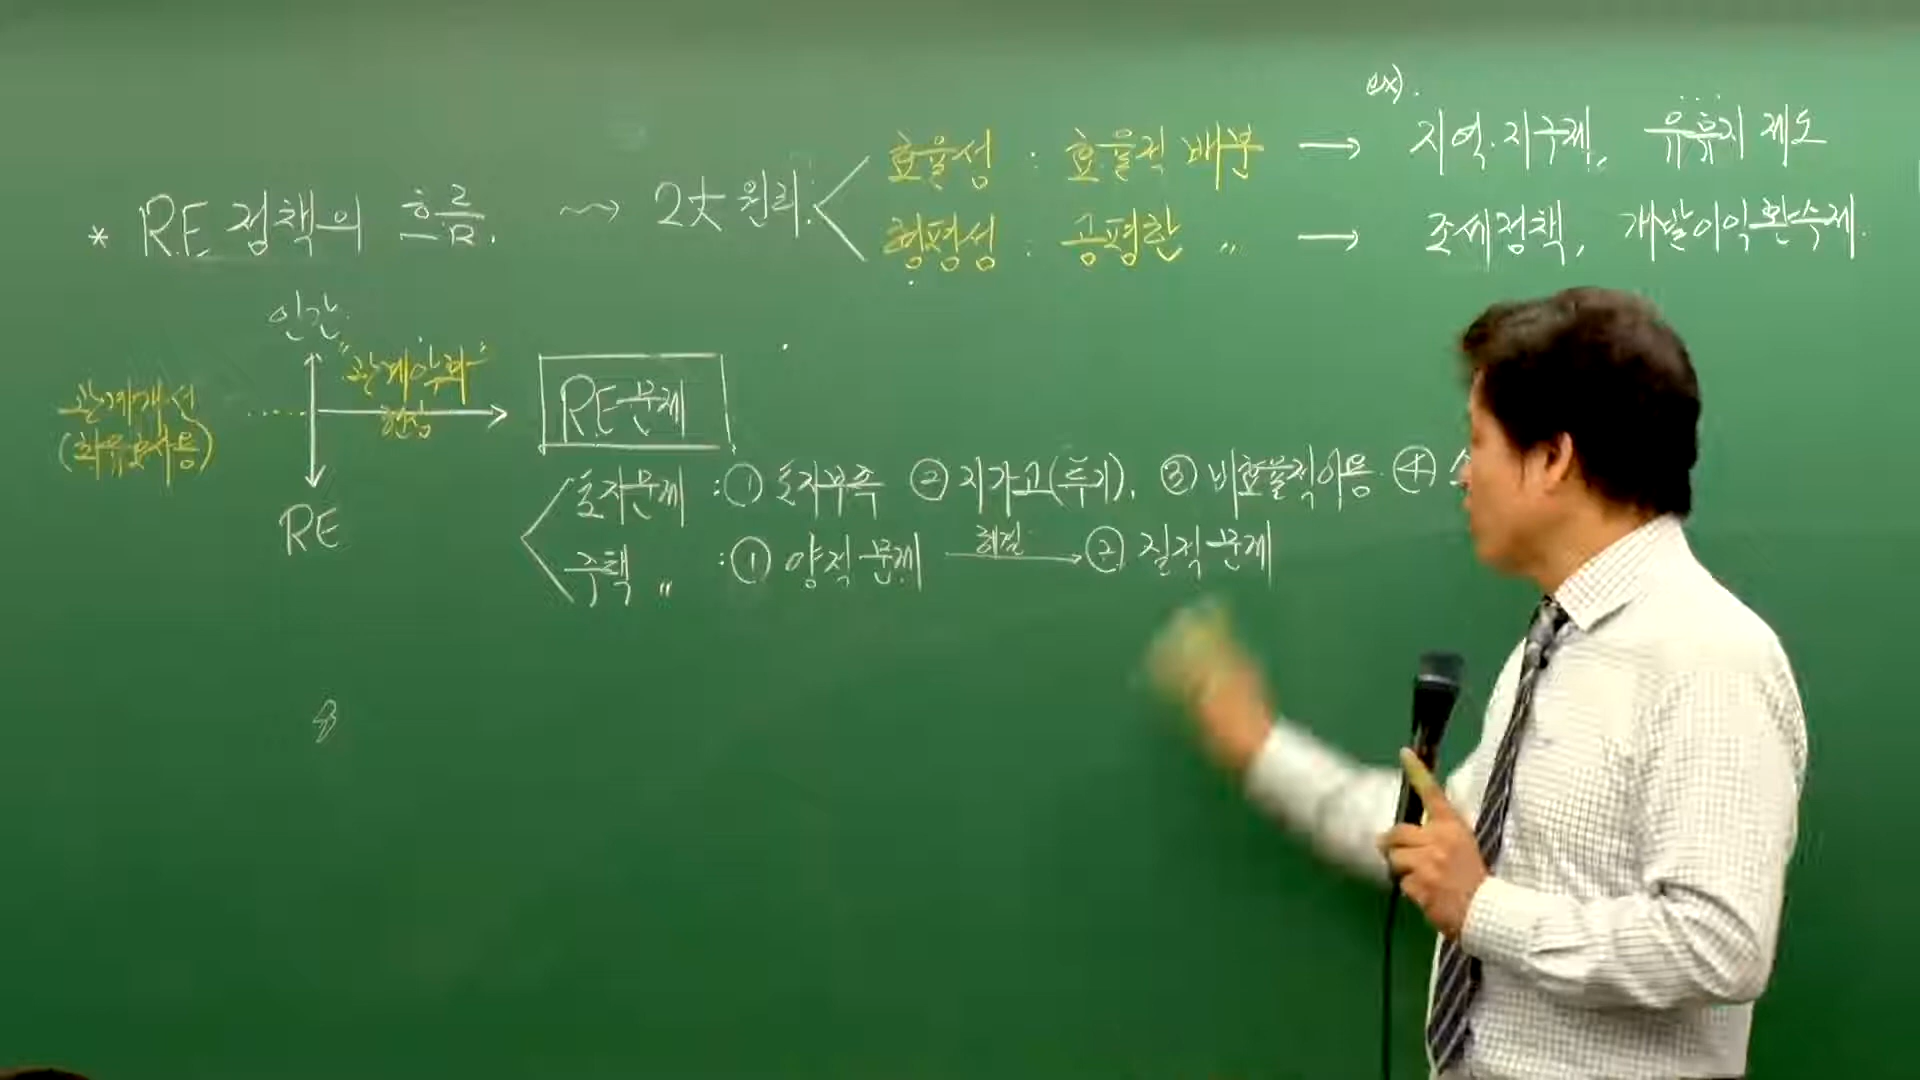 ex).
효율성 : 효율적 배분 → 지역.지구제, 유휴지 제도
* RE 정책의 흐름. ~→ 2大 원리.
형평성 : 공평한 〃 → 조세정책, 개발이익환수제.
인간
"관계악화"
현상
관계개선
(최유효이용)
RE문제
RE
토지문제 : ① 토지부족 ② 지가고(투기). ③ 비효율적이용. ④
주택 〃 : ① 양적 문제 해결 → ② 질적 문제